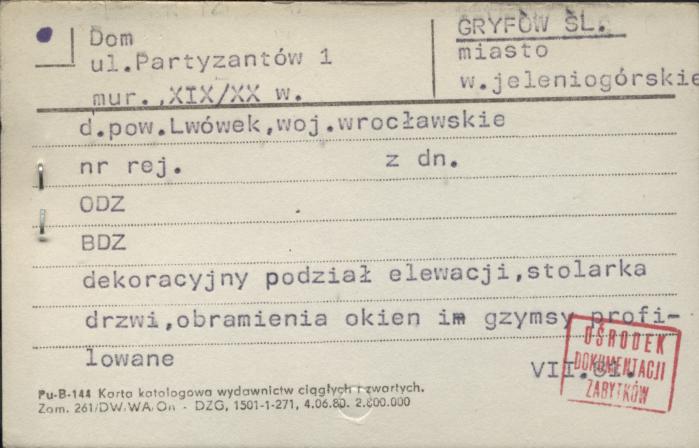 Dom
ul.Partyzantów 1
mur.,XIX/XX w.
GRYFÓW ŚL.
miasto
w.jeleniogórskie
d.pow.Lwówek,woj.wrocławskie
nr rej. z dn.
ODZ
BDZ
dekoracyjny podział elewacji,stolarka
drzwi,obramienia okien i gzymsy profi-
lowane
VII.81.
OŚRODEK
DOKUMENTACJI
ZABYTKÓW
Pu-B-144 Karta katalogowa wydawnictw ciągłych i zwartych.
Zam. 261/DW/WA/On - DZG, 1501-1-271, 4.06.80. 2.800.000